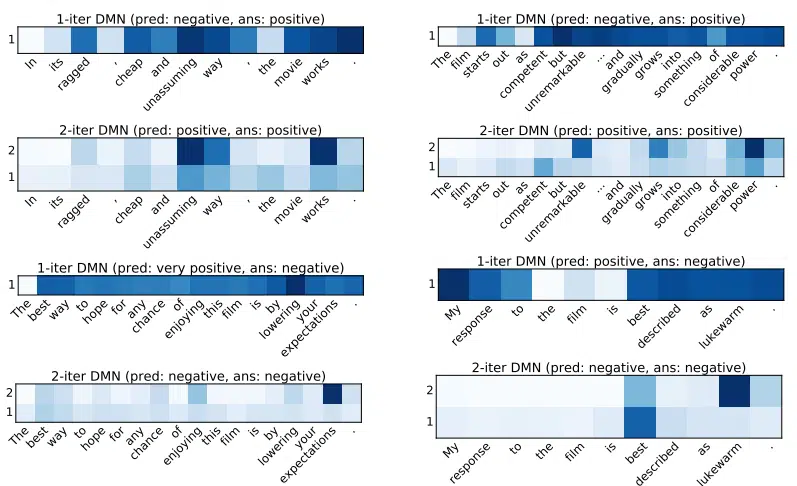 1-iter DMN (pred: negative, ans: positive)
1
In its ragged , cheap and unassuming way , the movie works .
2-iter DMN (pred: positive, ans: positive)
2
1
In its ragged , cheap and unassuming way , the movie works .
1-iter DMN (pred: very positive, ans: negative)
1
The best way to hope for any chance of enjoying this film is by lowering your expectations .
2-iter DMN (pred: negative, ans: negative)
2
1
The best way to hope for any chance of enjoying this film is by lowering your expectations .
1-iter DMN (pred: negative, ans: positive)
1
The film starts out as competent but unremarkable ... and gradually grows into something of considerable power .
2-iter DMN (pred: positive, ans: positive)
2
1
The film starts out as competent but unremarkable ... and gradually grows into something of considerable power .
1-iter DMN (pred: positive, ans: negative)
1
My response to the film is best described as lukewarm .
2-iter DMN (pred: negative, ans: negative)
2
1
My response to the film is best described as lukewarm .